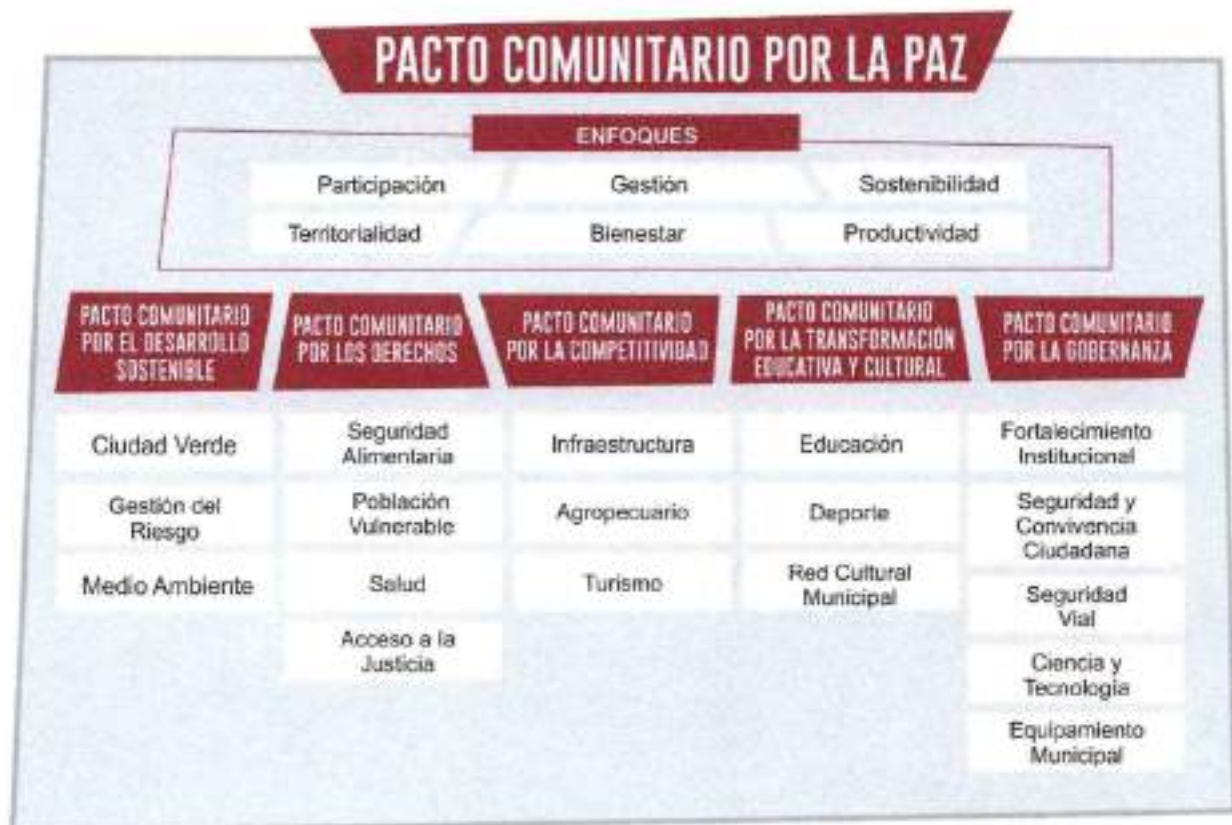 PACTO COMUNITARIO POR LA PAZ
ENFOQUES
Participación
Gestión
Sostenibilidad
Territorialidad
Bienestar
Productividad
PACTO COMUNITARIO
POR EL DESARROLLO
SOSTENIBLE
Ciudad Verde
Gestión del
Riesgo
Medio Ambiente
PACTO COMUNITARIO
POR LOS DERECHOS
Seguridad
Alimentaria
Población
Vulnerable
Salud
Acceso a la
Justicia
PACTO COMUNITARIO
POR LA COMPETITIVIDAD
Infraestructura
Agropecuario
Turismo
PACTO COMUNITARIO
POR LA TRANSFORMACIÓN
EDUCATIVA Y CULTURAL
Educación
Deporte
Red Cultural
Municipal
PACTO COMUNITARIO
POR LA GOBERNANZA
Fortalecimiento
Institucional
Seguridad y
Convivencia
Ciudadana
Seguridad
Vial
Ciencia y
Tecnología
Equipamiento
Municipal